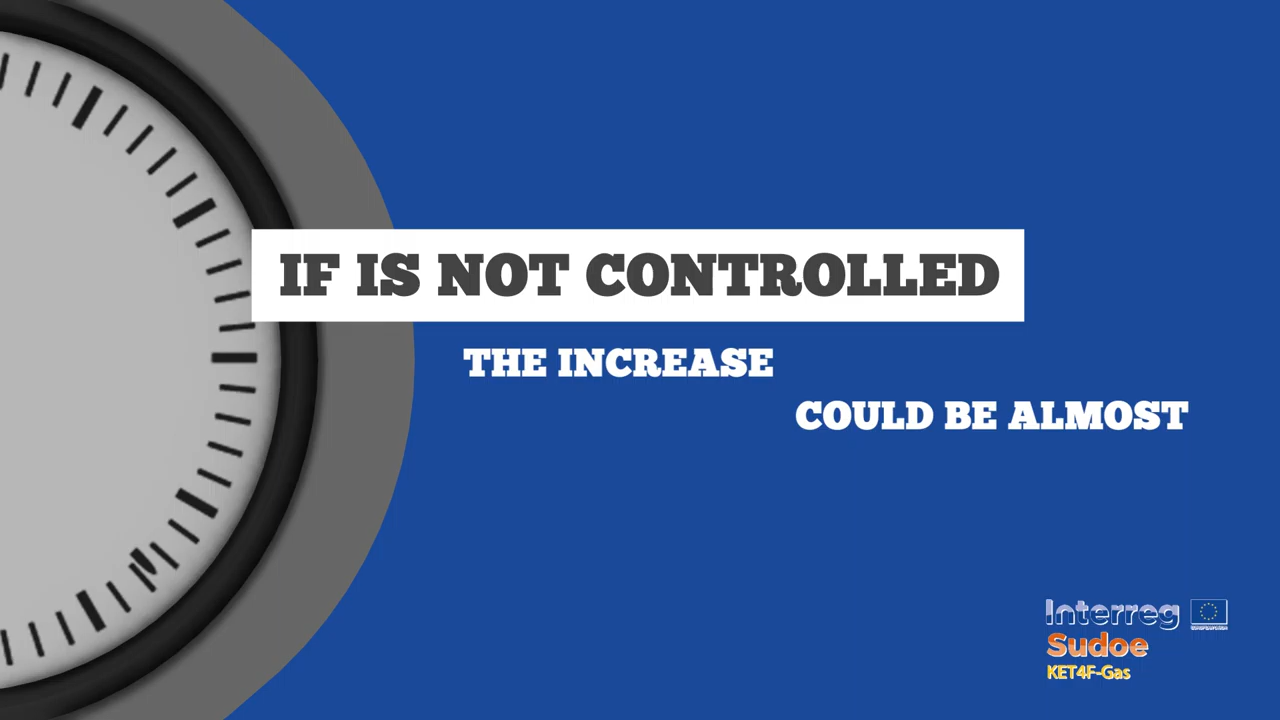 IF IS NOT CONTROLLED
THE INCREASE
COULD BE ALMOST
Interreg
Sudoe
KET4F-Gas